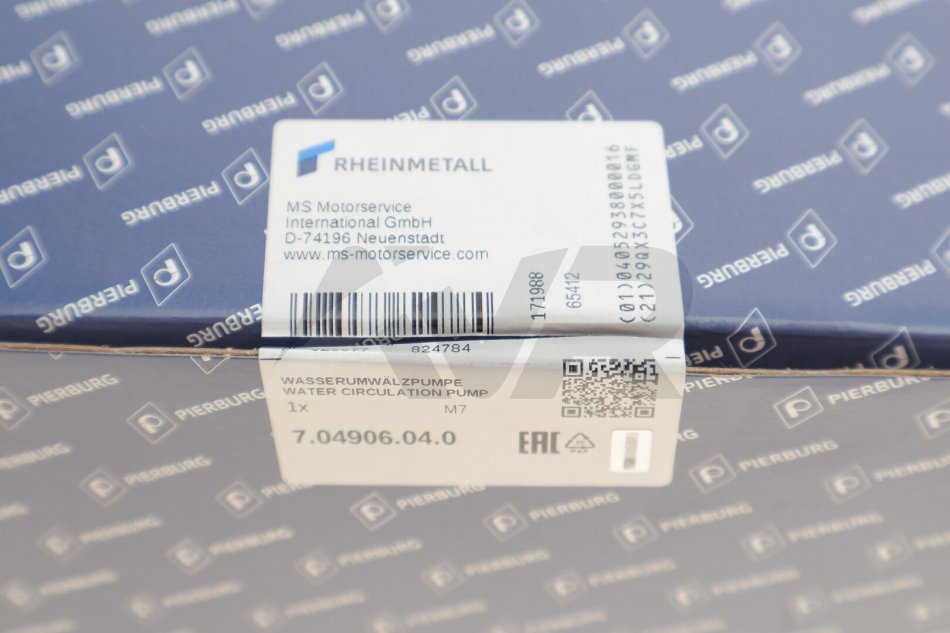 RHEINMETALL
MS Motorservice
International GmbH
D-74196 Neuenstadt
www.ms-motorservice.com
171988
65412
(01)04052938000016
(21)29QX3C7X5LDGMF
824784
WASSERUMWÄLZPUMPE
WATER CIRCULATION PUMP
1x M7
7.04906.04.0
EAC
PAP
PIERBURG